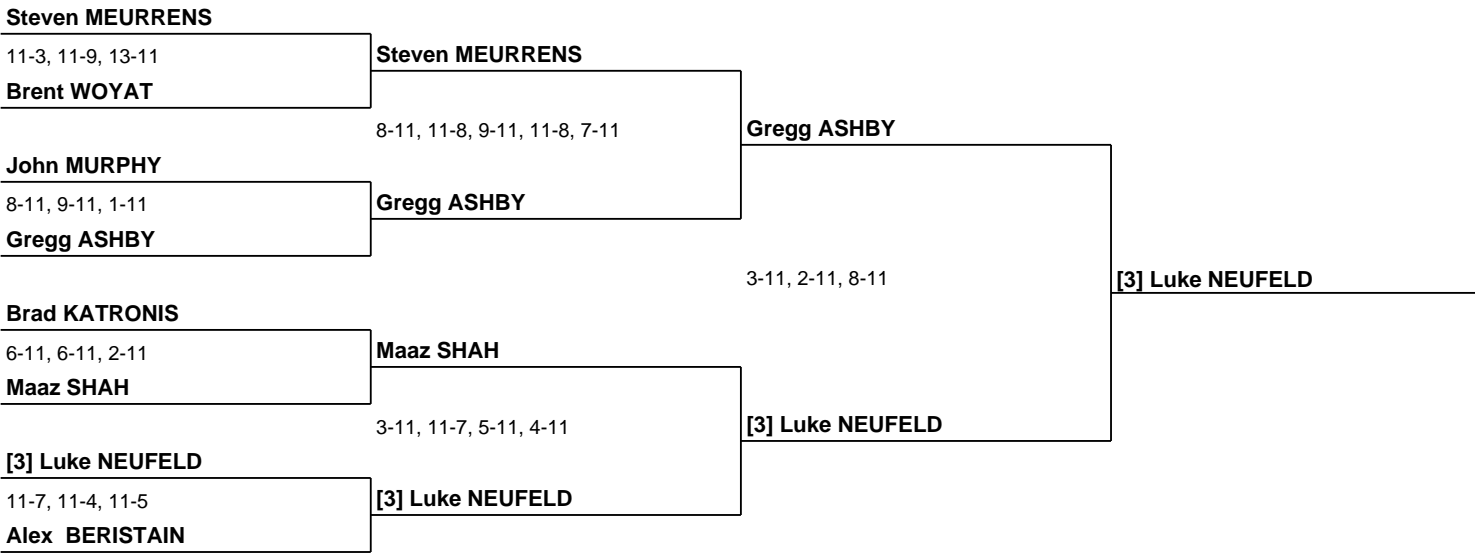 Steven MEURRENS
11-3, 11-9, 13-11
Steven MEURRENS
Brent WOYAT
8-11, 11-8, 9-11, 11-8, 7-11
Gregg ASHBY
John MURPHY
8-11, 9-11, 1-11
Gregg ASHBY
Gregg ASHBY
3-11, 2-11, 8-11
[3] Luke NEUFELD
Brad KATRONIS
6-11, 6-11, 2-11
Maaz SHAH
Maaz SHAH
3-11, 11-7, 5-11, 4-11
[3] Luke NEUFELD
[3] Luke NEUFELD
11-7, 11-4, 11-5
[3] Luke NEUFELD
Alex BERISTAIN